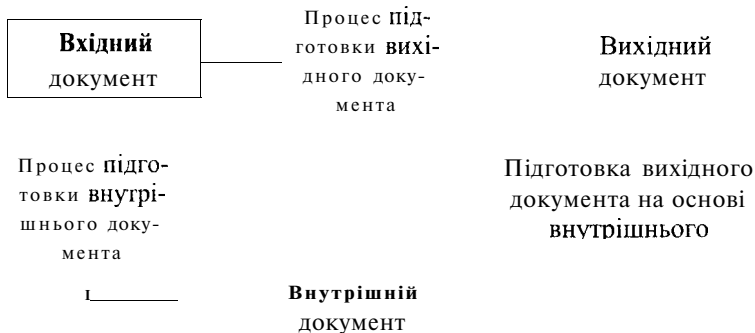 Вхідний
документ
Процес під-
готовки вихі-
дного доку-
мента
Вихідний
документ
Процес підго-
товки внутрі-
шнього доку-
мента
Підготовка вихідного
документа на основі
внутрішнього
Внутрішній
документ